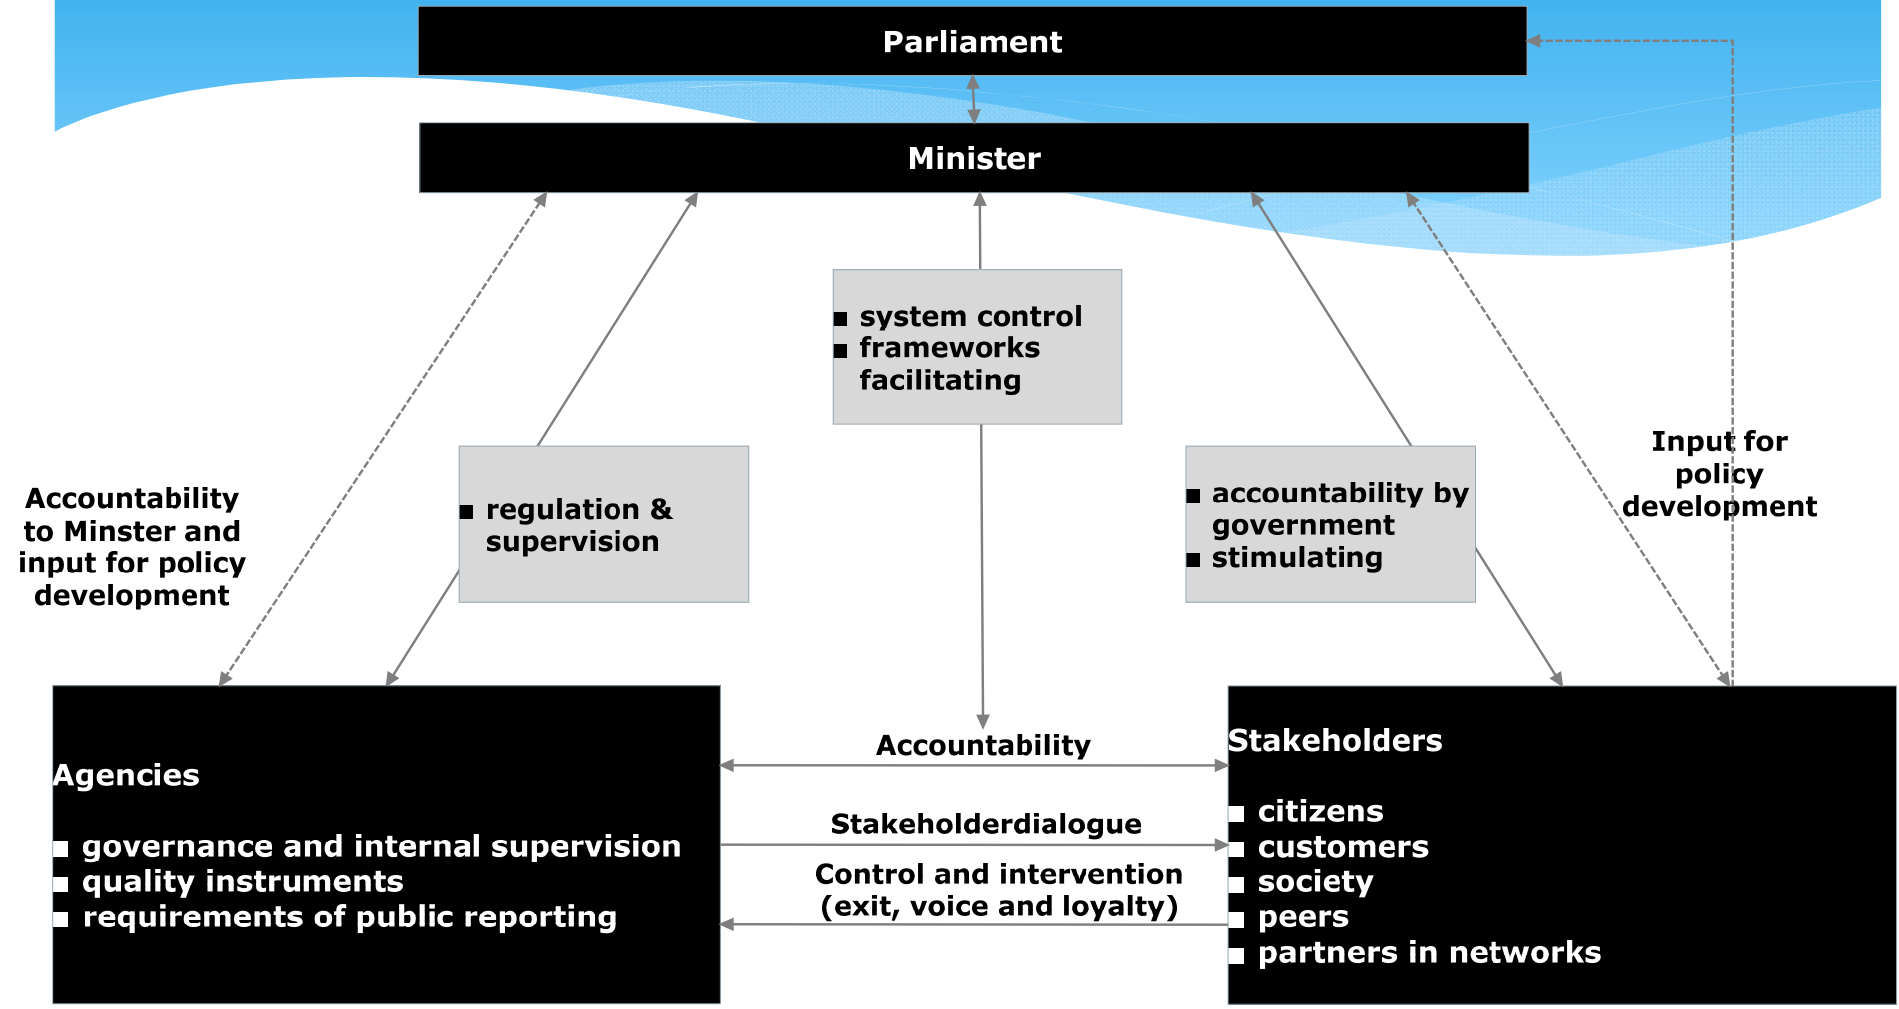 Parliament
Minister
■ system control
■ frameworks
facilitating
Accountability
to Minster and
input for policy
development
■ regulation &
supervision
■ accountability by
government
■ stimulating
Input for
policy
development
Agencies
■ governance and internal supervision
■ quality instruments
■ requirements of public reporting
Accountability
Stakeholderdialogue
Control and intervention
(exit, voice and loyalty)
Stakeholders
■ citizens
■ customers
■ society
■ peers
■ partners in networks